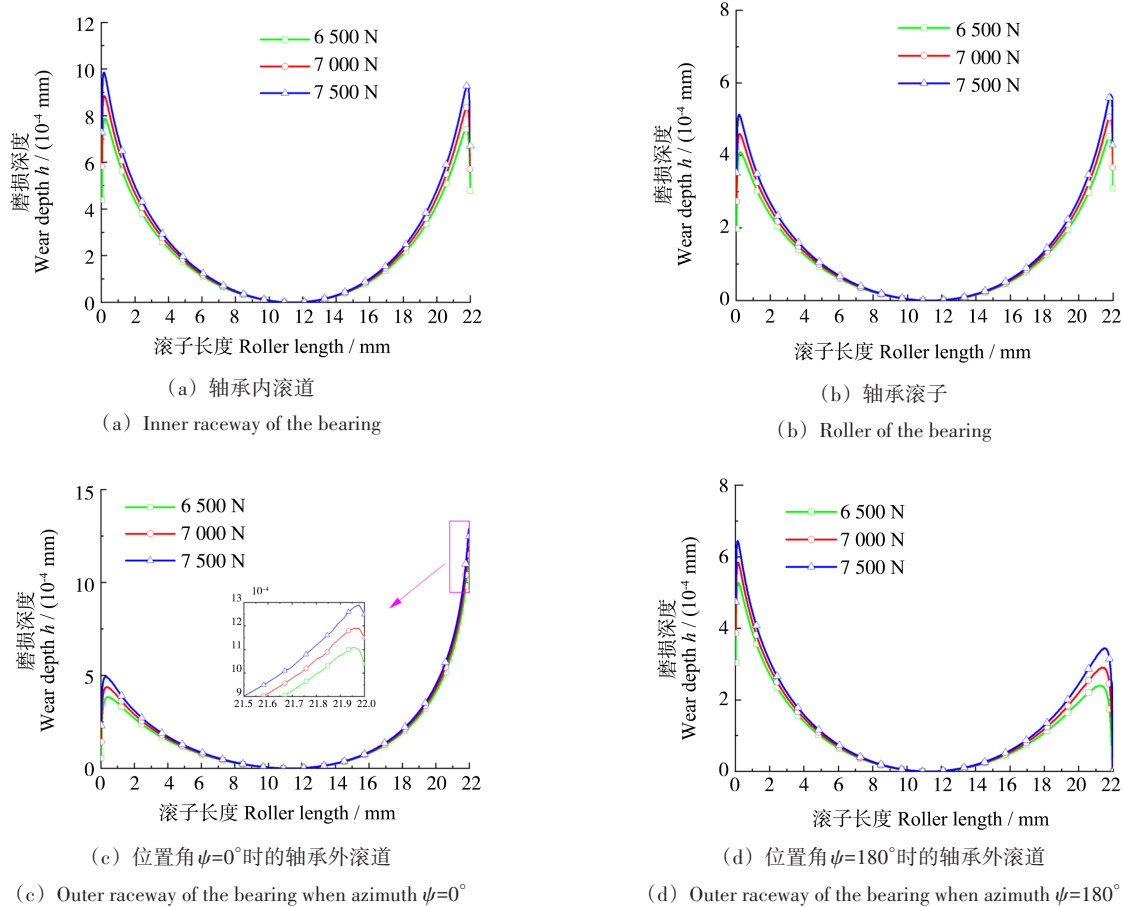 12
10
8
6
4
2
0
磨损深度
Wear depth h / (10⁻⁴ mm)
6 500 N
7 000 N
7 500 N
0 2 4 6 8 10 12 14 16 18 20 22
滚子长度 Roller length / mm
（a）轴承内滚道
（a）Inner raceway of the bearing
8
6
4
2
0
磨损深度
Wear depth h / (10⁻⁴ mm)
6 500 N
7 000 N
7 500 N
0 2 4 6 8 10 12 14 16 18 20 22
滚子长度 Roller length / mm
（b）轴承滚子
（b）Roller of the bearing
15
10
5
0
磨损深度
Wear depth h / (10⁻⁴ mm)
6 500 N
7 000 N
7 500 N
10⁻⁴
13
12
11
10
9
21.5 21.6 21.7 21.8 21.9 22.0
0 2 4 6 8 10 12 14 16 18 20 22
滚子长度 Roller length / mm
（c）位置角ψ=0°时的轴承外滚道
（c）Outer raceway of the bearing when azimuth ψ=0°
8
6
4
2
0
磨损深度
Wear depth h / (10⁻⁴ mm)
6 500 N
7 000 N
7 500 N
0 2 4 6 8 10 12 14 16 18 20 22
滚子长度 Roller length / mm
（d）位置角ψ=180°时的轴承外滚道
（d）Outer raceway of the bearing when azimuth ψ=180°